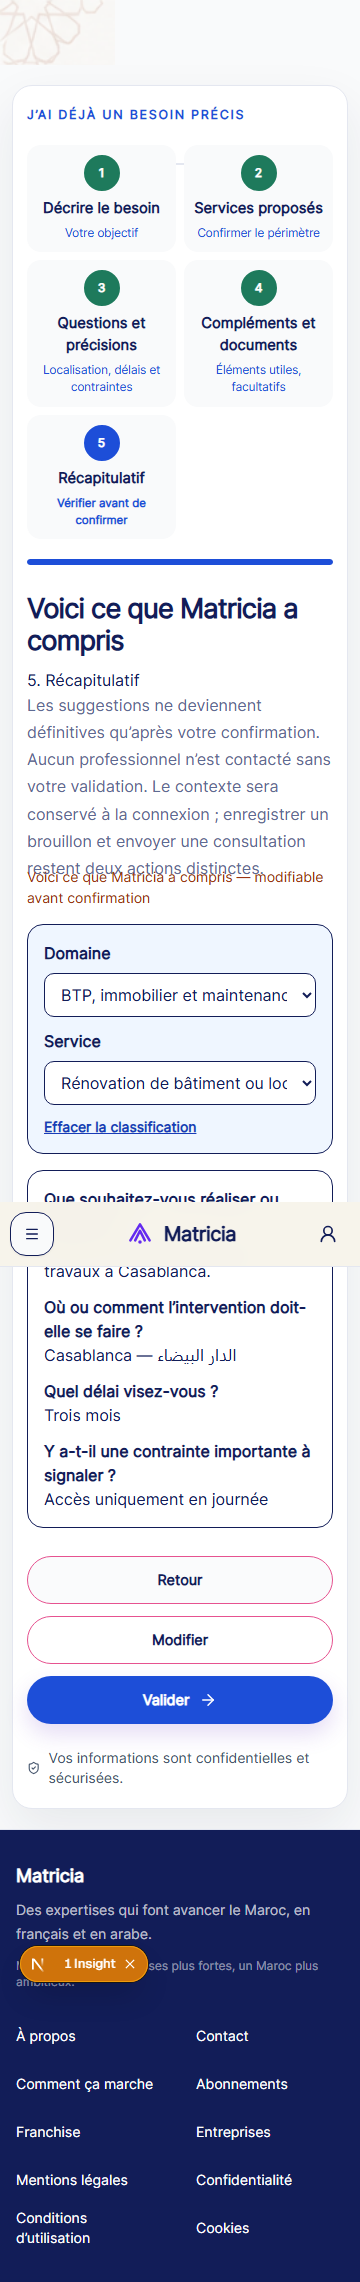 J'AI DÉJÀ UN BESOIN PRÉCIS
1
Décrire le besoin
Votre objectif
2
Services proposés
Confirmer le périmètre
3
Questions et
précisions
Localisation, délais et
contraintes
4
Compléments et
documents
Éléments utiles,
facultatifs
5
Récapitulatif
Vérifier avant de
confirmer
Voici ce que Matricia a
compris
5. Récapitulatif
Les suggestions ne deviennent
définitives qu'après votre confirmation.
Aucun professionnel n'est contacté sans
votre validation. Le contexte sera
conservé à la connexion ; enregistrer un
brouillon et envoyer une consultation
restent deux actions distinctes.
Voici ce que Matricia a compris — modifiable
avant confirmation
Domaine
BTP, immobilier et maintenanc
Service
Rénovation de bâtiment ou loc
Effacer la classification
Que souhaitez-vous réaliser ou
Matricia
travaux à Casablanca.
Où ou comment l'intervention doit-
elle se faire ?
Casablanca — الدار البيضاء
Quel délai visez-vous ?
Trois mois
Y a-t-il une contrainte importante à
signaler ?
Accès uniquement en journée
Retour
Modifier
Valider →
Vos informations sont confidentielles et
sécurisées.
Matricia
Des expertises qui font avancer le Maroc, en
français et en arabe.
ses plus fortes, un Maroc plus
ambitieux.
1 Insight
À propos
Contact
Comment ça marche
Abonnements
Franchise
Entreprises
Mentions légales
Confidentialité
Conditions
d'utilisation
Cookies